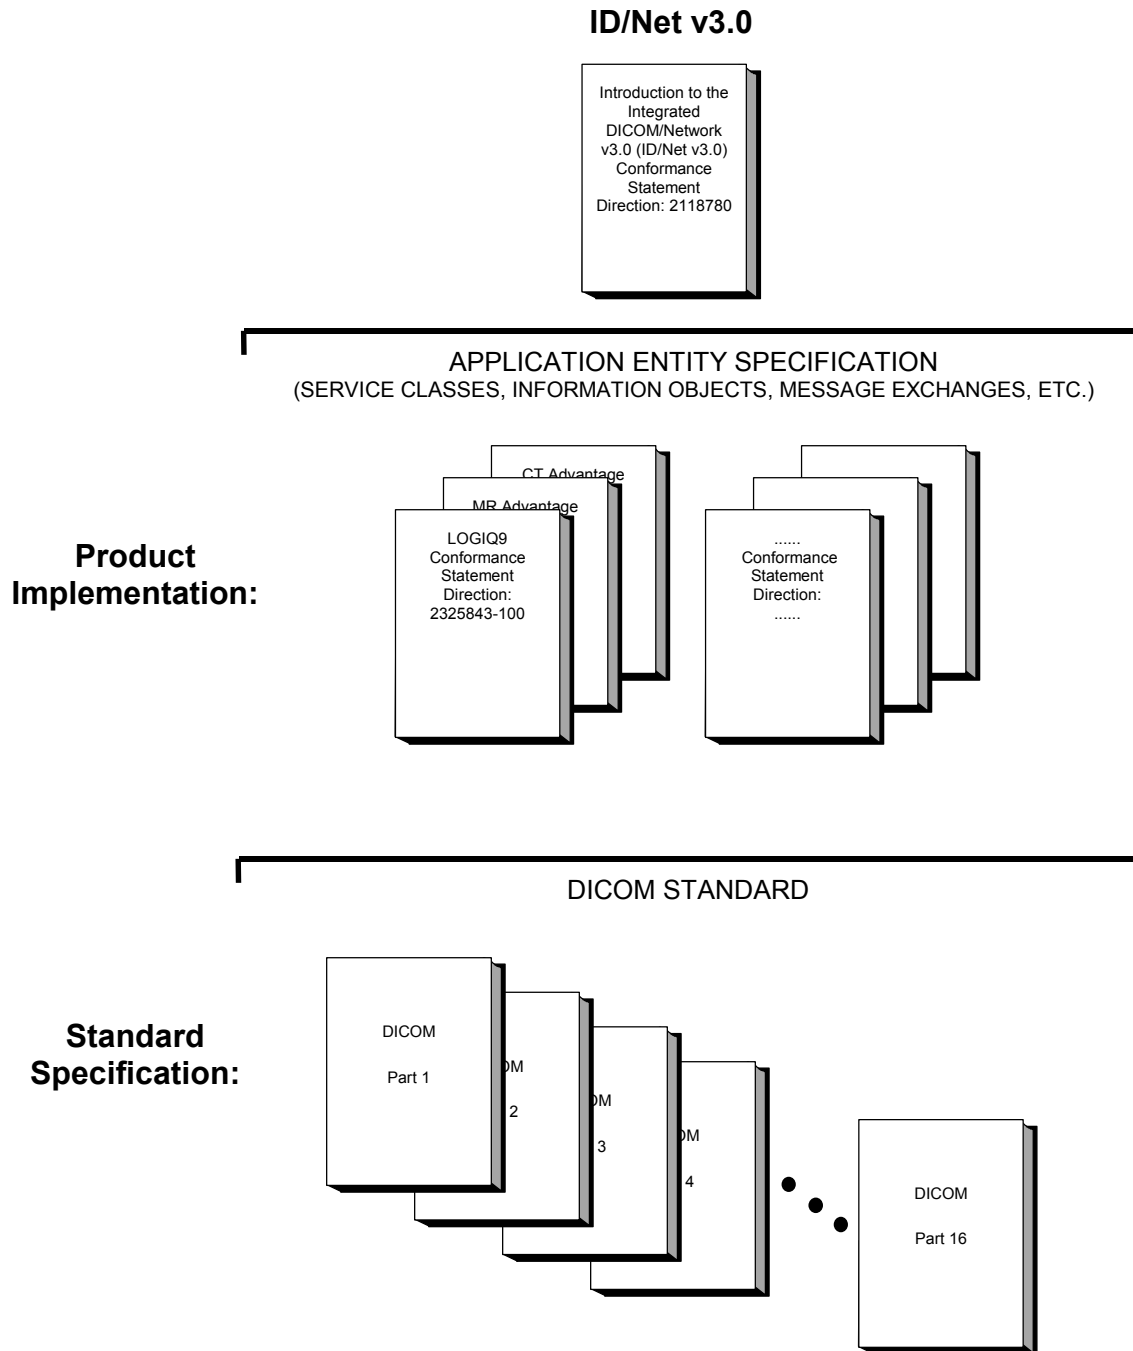 ID/Net v3.0
Introduction to the
Integrated
DICOM/Network
v3.0 (ID/Net v3.0)
Conformance
Statement
Direction: 2118780
APPLICATION ENTITY SPECIFICATION
(SERVICE CLASSES, INFORMATION OBJECTS, MESSAGE EXCHANGES, ETC.)
Product
Implementation:
CT Advantage
MR Advantage
LOGIQ9
Conformance
Statement
Direction:
2325843-100
......
Conformance
Statement
Direction:
......
DICOM STANDARD
Standard
Specification:
DICOM
Part 1
OM
2
OM
3
OM
4
DICOM
Part 16